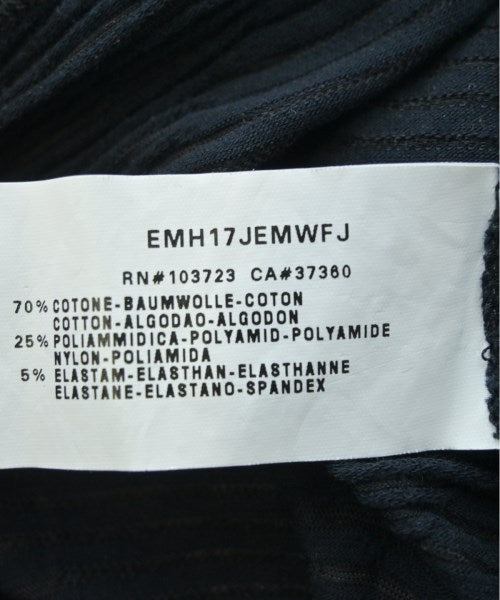 EMH17JEMWFJ
RN#103723 CA#37360
70% COTONE-BAUMWOLLE-COTON
COTTON-ALGODAO-ALGODON
25% POLIAMMIDICA-POLYAMID-POLYAMIDE
NYLON-POLIAMIDA
5% ELASTAM-ELASTHAN-ELASTHANNE
ELASTANE-ELASTANO-SPANDEX